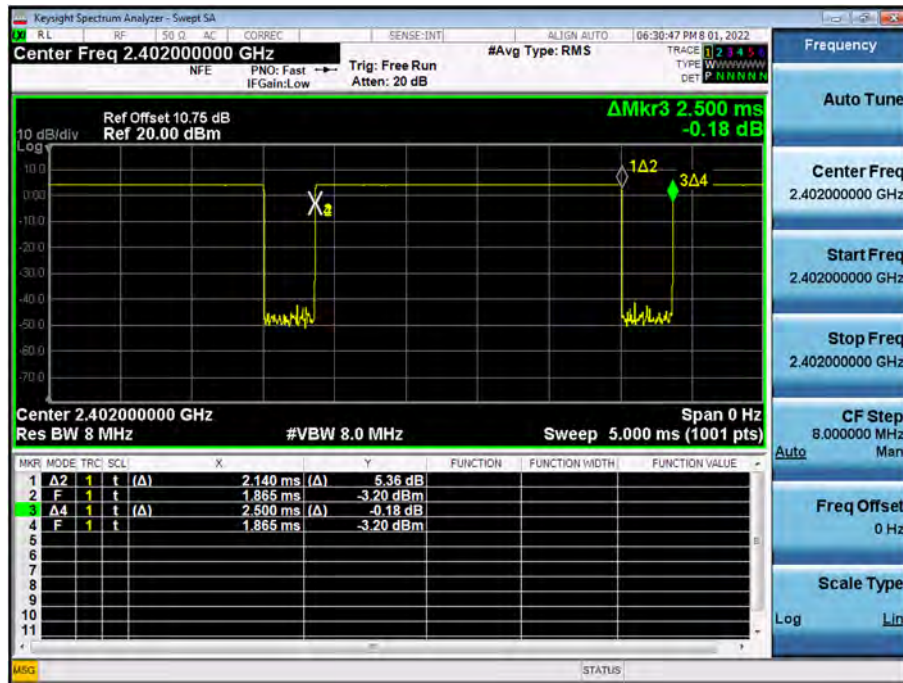 Keysight Spectrum Analyzer - Swept SA
RL RF 50 Ω AC CORREC SENSE:INT ALIGN AUTO 06:30:47 PM 8 01, 2022
Center Freq 2.402000000 GHz #Avg Type: RMS TRACE 1 2 3 4 5 6
NFE PNO: Fast Trig: Free Run TYPE WWWWWW
IFGain:Low Atten: 20 dB DET P N N N N N
Ref Offset 10.75 dB ΔMkr3 2.500 ms
10 dB/div Ref 20.00 dBm -0.18 dB
Log
10.0
0.00
-10.0
-20.0
-30.0
-40.0
-50.0
-60.0
-70.0
1Δ2
3Δ4
Center 2.402000000 GHz Span 0 Hz
Res BW 8 MHz #VBW 8.0 MHz Sweep 5.000 ms (1001 pts)
MKR MODE TRC SCL X Y FUNCTION FUNCTION WIDTH FUNCTION VALUE
1 Δ2 1 t (Δ) 2.140 ms (Δ) 5.36 dB
2 F 1 t 1.865 ms -3.20 dBm
3 Δ4 1 t (Δ) 2.500 ms (Δ) -0.18 dB
4 F 1 t 1.865 ms -3.20 dBm
5
6
7
8
9
10
11
MSG STATUS
Frequency
Auto Tune
Center Freq
2.402000000 GHz
Start Freq
2.402000000 GHz
Stop Freq
2.402000000 GHz
CF Step
8.000000 MHz
Auto Man
Freq Offset
0 Hz
Scale Type
Log Lin